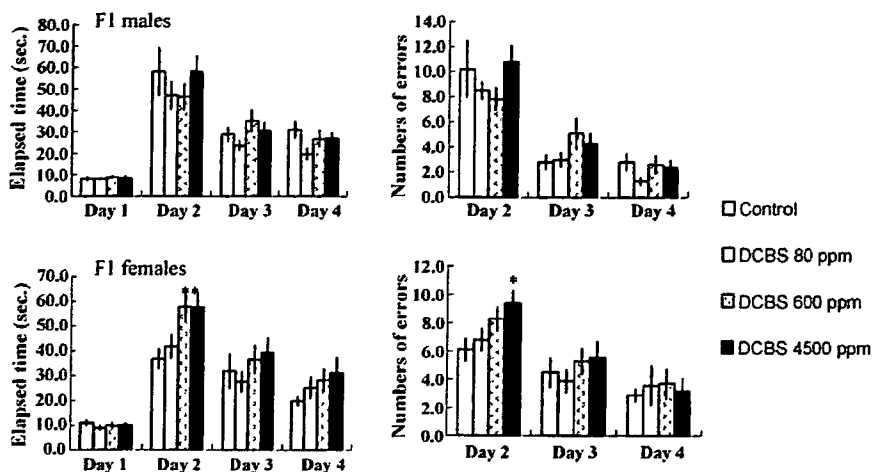 F1 males
Elapsed time (sec.)
80.0
70.0
60.0
50.0
40.0
30.0
20.0
10.0
0.0
Day 1 Day 2 Day 3 Day 4
Numbers of errors
14.0
12.0
10.0
8.0
6.0
4.0
2.0
0.0
Day 2 Day 3 Day 4
Control
DCBS 80 ppm
DCBS 600 ppm
DCBS 4500 ppm
F1 females
Elapsed time (sec.)
70.0
60.0
50.0
40.0
30.0
20.0
10.0
0.0
* *
Day 1 Day 2 Day 3 Day 4
Numbers of errors
12.0
10.0
8.0
6.0
4.0
2.0
0.0
*
Day 2 Day 3 Day 4